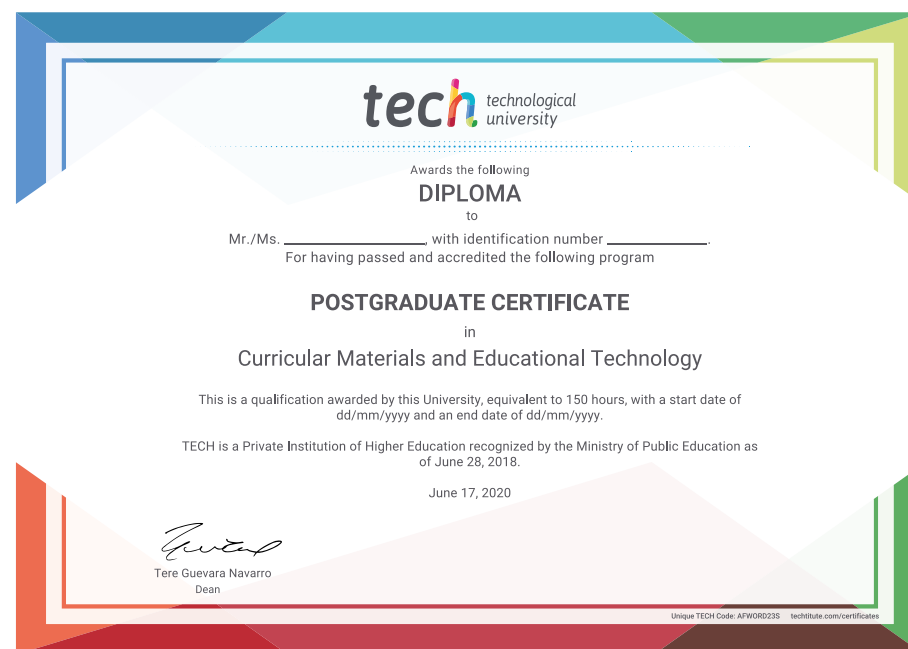 tech technological
university
Awards the following
DIPLOMA
to
Mr./Ms. ____________, with identification number ____________.
For having passed and accredited the following program
POSTGRADUATE CERTIFICATE
in
Curricular Materials and Educational Technology
This is a qualification awarded by this University, equivalent to 150 hours, with a start date of
dd/mm/yyyy and an end date of dd/mm/yyyy.
TECH is a Private Institution of Higher Education recognized by the Ministry of Public Education as
of June 28, 2018.
June 17, 2020
Tere Guevara Navarro
Dean
Unique TECH Code: AFWORD23S techtitute.com/certificates